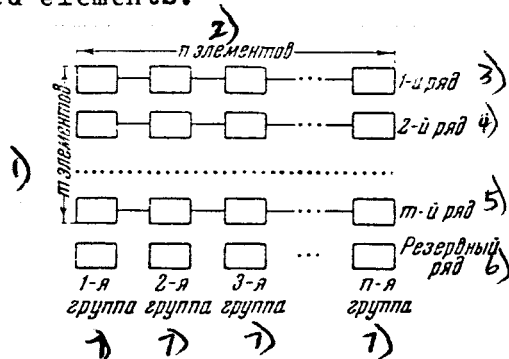 ed elements.
2)
n элементов
1) m элементов
1-й ряд 3)
2-й ряд 4)
m-й ряд 5)
Резервный ряд 6)
1-я группа 2-я группа 3-я группа ... n-я группа
7) 7) 7) 7)